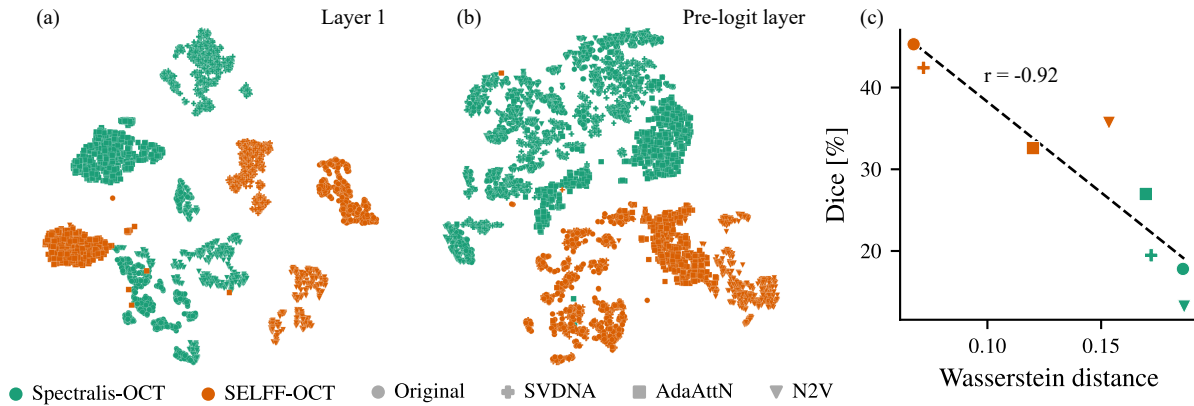 (a) Layer 1
(b) Pre-logit layer
(c)
r = -0.92
40
30
20
Dice [%]
0.10 0.15
Wasserstein distance
Spectralis-OCT SELFF-OCT Original SVDNA AdaAttN N2V